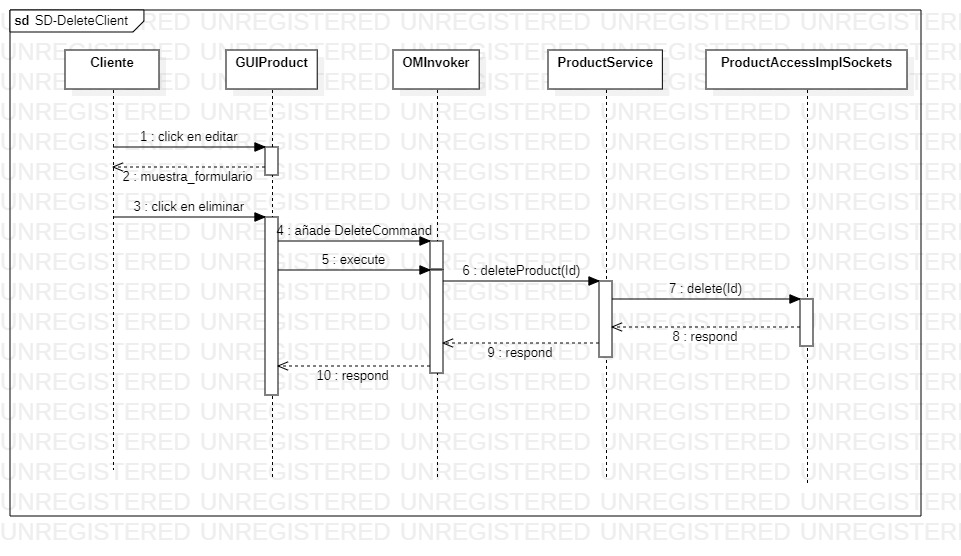 sd SD-DeleteClient
Cliente
GUIProduct
OMInvoker
ProductService
ProductAccessImplSockets
1 : click en editar
2 : muestra_formulario
3 : click en eliminar
4 : añade DeleteCommand
5 : execute
6 : deleteProduct(Id)
7 : delete(Id)
8 : respond
9 : respond
10 : respond
UNREGISTERED UNREGISTERED UNREGISTERED UNREGISTERED UNREGISTERED